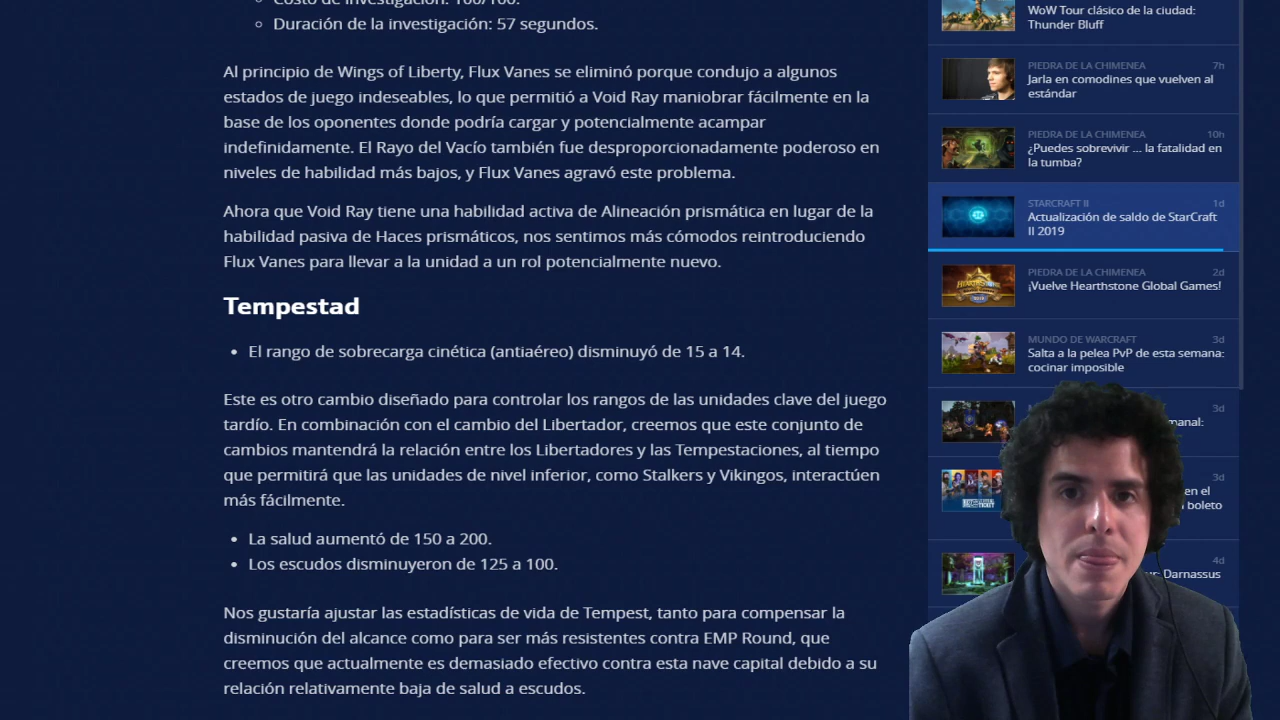 Costo de investigación: 100/100.
Duración de la investigación: 57 segundos.
Al principio de Wings of Liberty, Flux Vanes se eliminó porque condujo a algunos
estados de juego indeseables, lo que permitió a Void Ray maniobrar fácilmente en la
base de los oponentes donde podría cargar y potencialmente acampar
indefinidamente. El Rayo del Vacío también fue desproporcionadamente poderoso en
niveles de habilidad más bajos, y Flux Vanes agravó este problema.
Ahora que Void Ray tiene una habilidad activa de Alineación prismática en lugar de la
habilidad pasiva de Haces prismáticos, nos sentimos más cómodos reintroduciendo
Flux Vanes para llevar a la unidad a un rol potencialmente nuevo.
Tempestad
• El rango de sobrecarga cinética (antiaéreo) disminuyó de 15 a 14.
Este es otro cambio diseñado para controlar los rangos de las unidades clave del juego
tardío. En combinación con el cambio del Libertador, creemos que este conjunto de
cambios mantendrá la relación entre los Libertadores y las Tempestaciones, al tiempo
que permitirá que las unidades de nivel inferior, como Stalkers y Vikingos, interactúen
más fácilmente.
• La salud aumentó de 150 a 200.
• Los escudos disminuyeron de 125 a 100.
Nos gustaría ajustar las estadísticas de vida de Tempest, tanto para compensar la
disminución del alcance como para ser más resistentes contra EMP Round, que
creemos que actualmente es demasiado efectivo contra esta nave capital debido a su
relación relativamente baja de salud a escudos.
WoW Tour clásico de la ciudad:
Thunder Bluff
PIEDRA DE LA CHIMENEA 7h
Jarla en comodines que vuelven al
estándar
PIEDRA DE LA CHIMENEA 10h
¿Puedes sobrevivir ... la fatalidad en
la tumba?
STARCRAFT II 1d
Actualización de saldo de StarCraft
II 2019
PIEDRA DE LA CHIMENEA 2d
¡Vuelve Hearthstone Global Games!
MUNDO DE WARCRAFT 3d
Salta a la pelea PvP de esta semana:
cocinar imposible
3d
manal:
3d
en el
boleto
4d
Darnassus